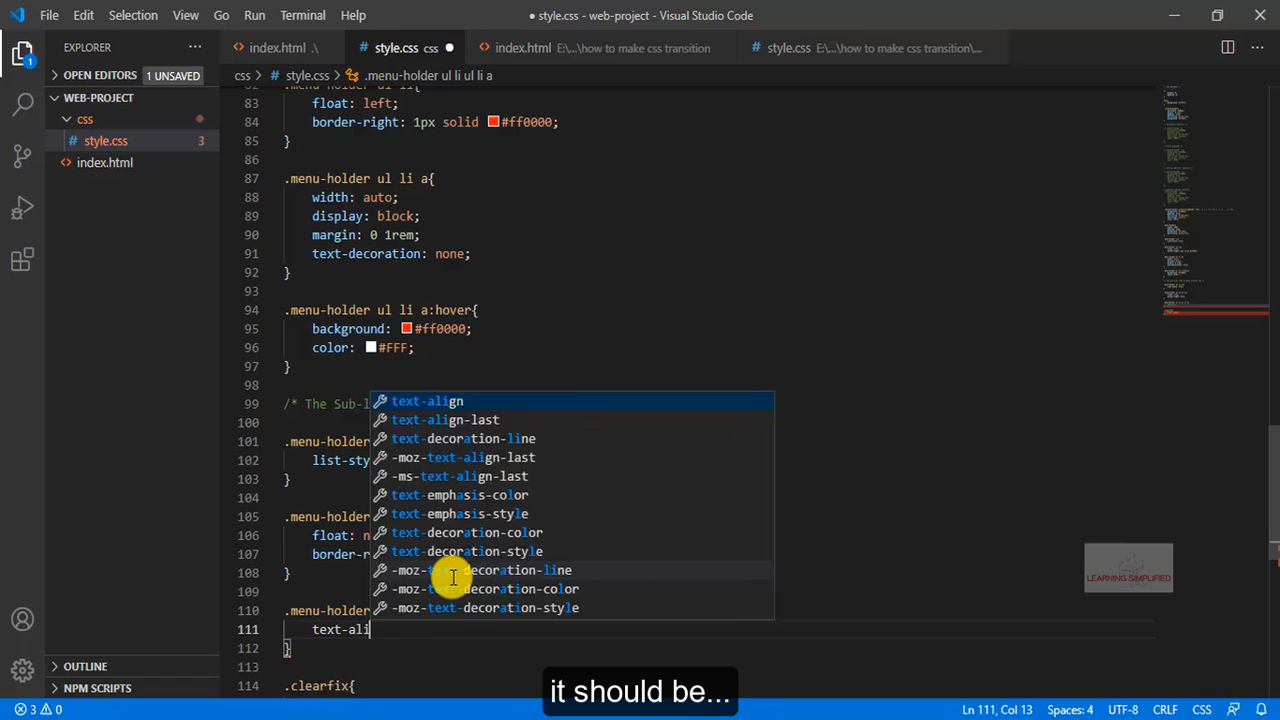 File Edit Selection View Go Run Terminal Help ● style.css - web-project - Visual Studio Code
EXPLORER ···
index.html .\ style.css css ● index.html E:\...\how to make css transition style.css E:\...\how to make css transition\...
OPEN EDITORS 1 UNSAVED
css > # style.css > .menu-holder ul li ul li a
WEB-PROJECT
css
# style.css 3
index.html
82 .menu-holder ul li{
83 float: left;
84 border-right: 1px solid #ff0000;
85 }
86
87 .menu-holder ul li a{
88 width: auto;
89 display: block;
90 margin: 0 1rem;
91 text-decoration: none;
92 }
93
94 .menu-holder ul li a:hover{
95 background: #ff0000;
96 color: #FFF;
97 }
98
99 /* The Sub-l
100
101 .menu-holder
102 list-sty
103 }
104
105 .menu-holder
106 float: n
107 border-r
108 }
109
110 .menu-holder
111 text-ali
112 }
113
114 .clearfix{
text-align
text-align-last
text-decoration-line
-moz-text-align-last
-ms-text-align-last
text-emphasis-color
text-emphasis-style
text-decoration-color
text-decoration-style
-moz-text-decoration-line
-moz-text-decoration-color
-moz-text-decoration-style
LEARNING SIMPLIFIED
OUTLINE
NPM SCRIPTS
it should be...
3 0 Ln 111, Col 13 Spaces: 4 UTF-8 CRLF CSS